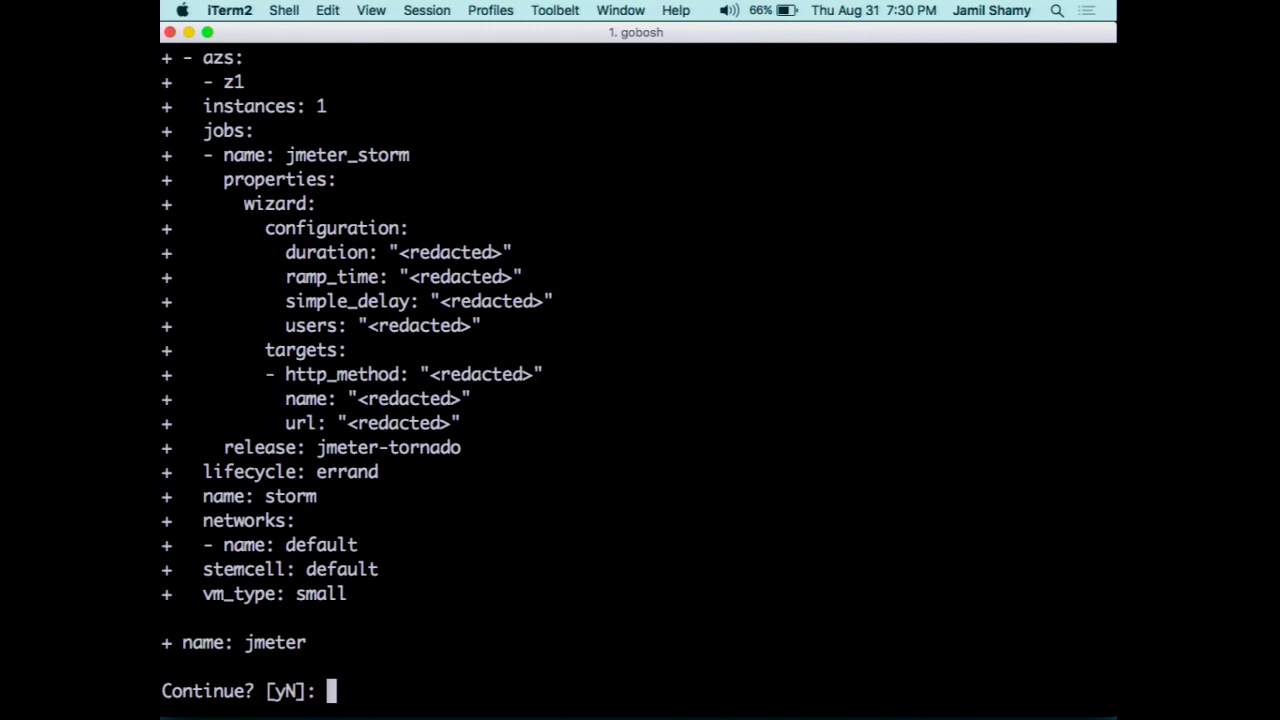 iTerm2 Shell Edit View Session Profiles Toolbelt Window Help 66% Thu Aug 31 7:30 PM Jamil Shamy
1. gobosh
+ - azs:
+   - z1
+   instances: 1
+   jobs:
+   - name: jmeter_storm
+     properties:
+       wizard:
+         configuration:
+           duration: "<redacted>"
+           ramp_time: "<redacted>"
+           simple_delay: "<redacted>"
+           users: "<redacted>"
+         targets:
+         - http_method: "<redacted>"
+           name: "<redacted>"
+           url: "<redacted>"
+     release: jmeter-tornado
+   lifecycle: errand
+   name: storm
+   networks:
+   - name: default
+   stemcell: default
+   vm_type: small
+ name: jmeter
Continue? [yN]: